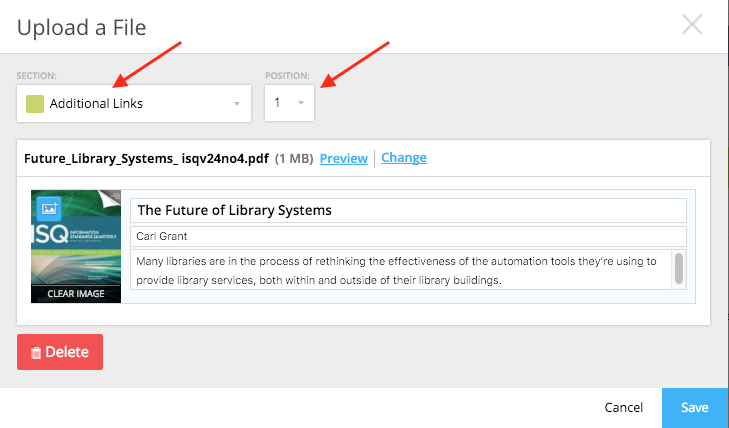 Upload a File
SECTION:
POSITION:
Additional Links
1
Future_Library_Systems_ isqv24no4.pdf (1 MB) Preview Change
ISQ
INFORMATION
STANDARDS QUARTERLY
CLEAR IMAGE
The Future of Library Systems
Carl Grant
Many libraries are in the process of rethinking the effectiveness of the automation tools they're using to
provide library services, both within and outside of their library buildings.
Delete
Cancel
Save